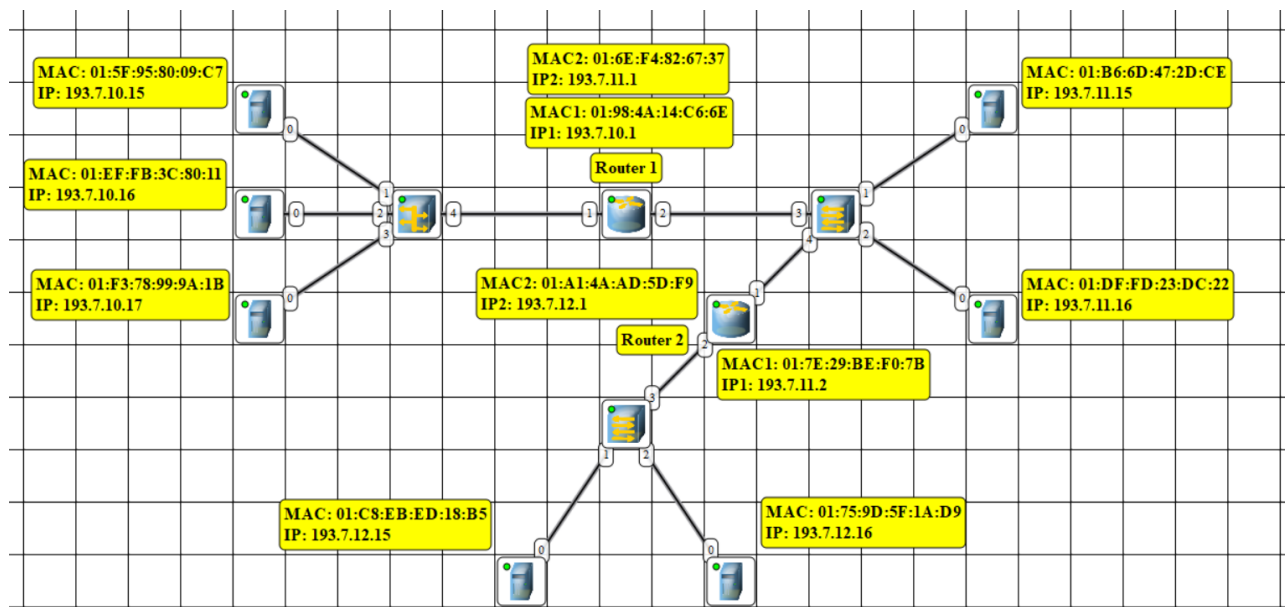 MAC: 01:5F:95:80:09:C7
IP: 193.7.10.15
0
MAC2: 01:6E:F4:82:67:37
IP2: 193.7.11.1
MAC1: 01:98:4A:14:C6:6E
IP1: 193.7.10.1
Router 1
MAC: 01:B6:6D:47:2D:CE
IP: 193.7.11.15
0
MAC: 01:EF:FB:3C:80:11
IP: 193.7.10.16
0
1
2
3
4
1
2
3
1
2
4
MAC: 01:F3:78:99:9A:1B
IP: 193.7.10.17
0
MAC2: 01:A1:4A:AD:5D:F9
IP2: 193.7.12.1
1
Router 2
2
MAC: 01:DF:FD:23:DC:22
IP: 193.7.11.16
0
MAC1: 01:7E:29:BE:F0:7B
IP1: 193.7.11.2
3
1
2
MAC: 01:C8:EB:ED:18:B5
IP: 193.7.12.15
0
MAC: 01:75:9D:5F:1A:D9
IP: 193.7.12.16
0